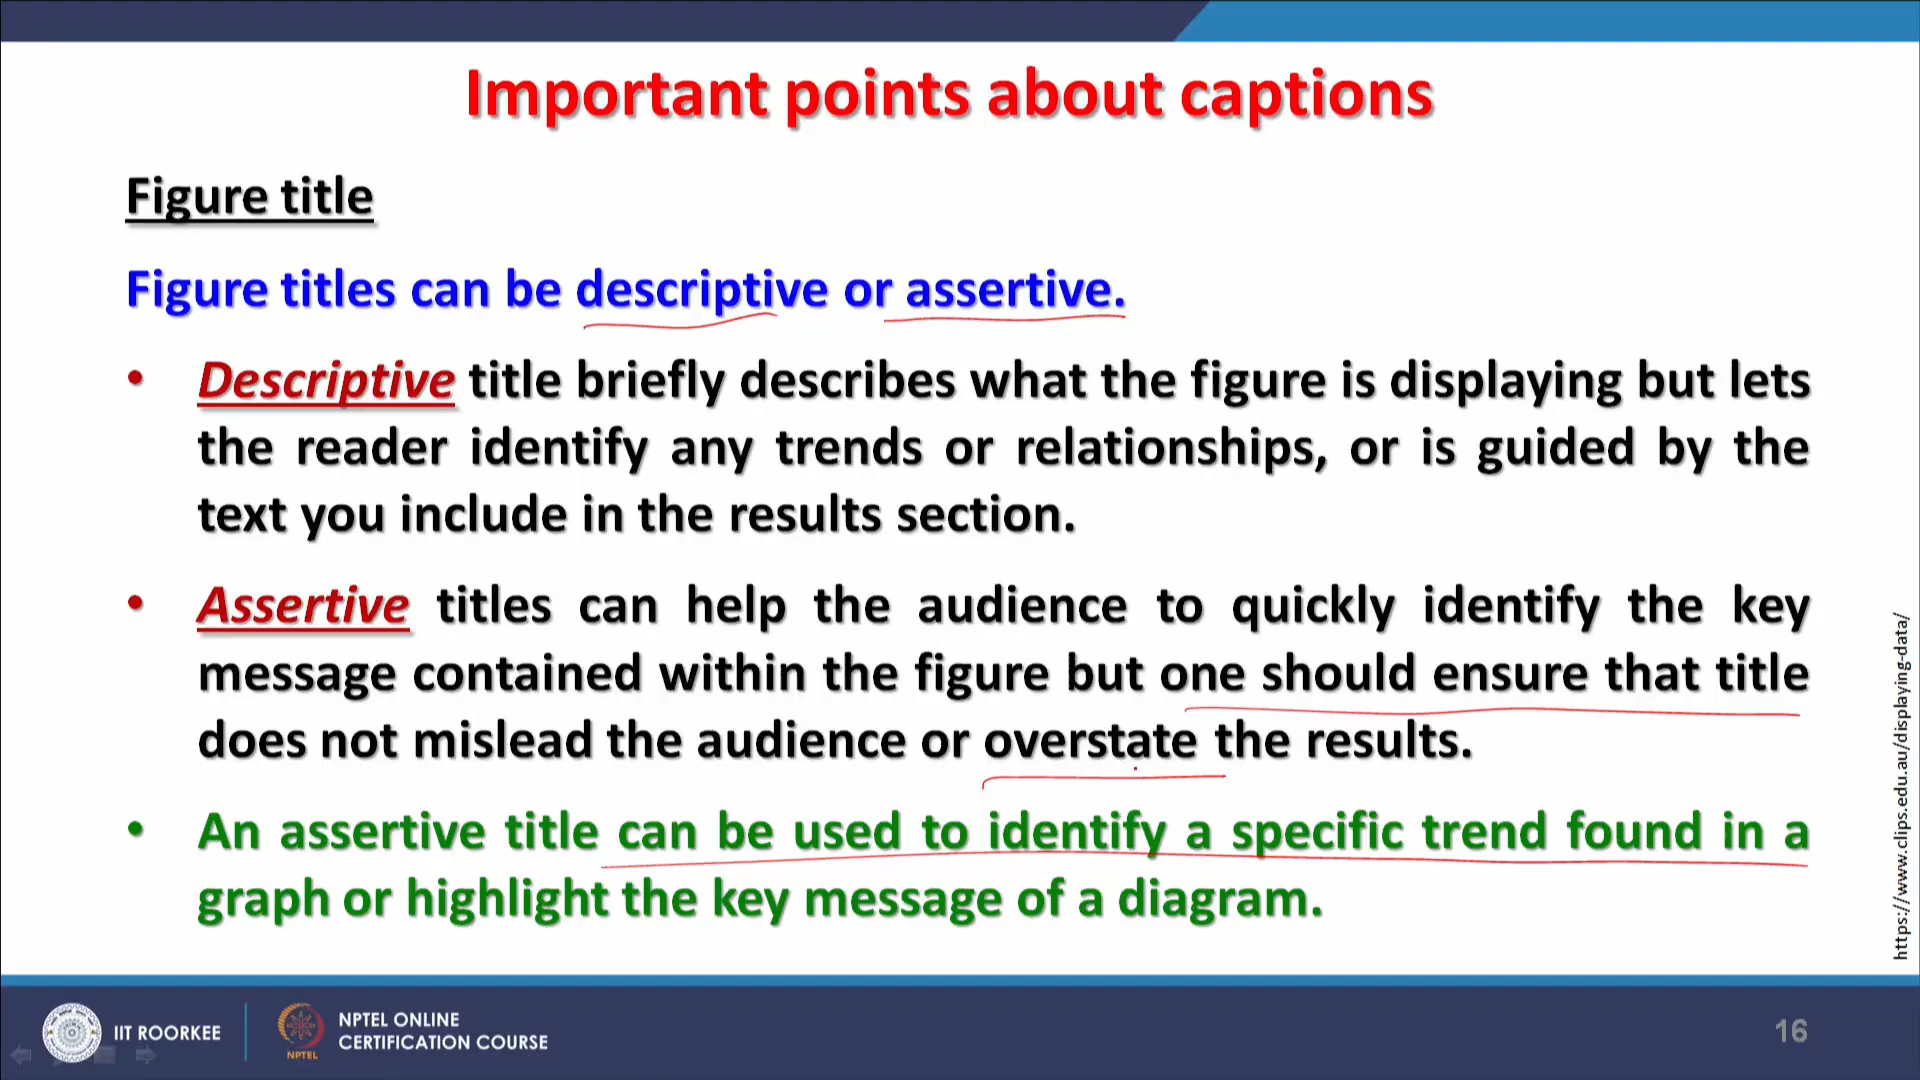 Important points about captions
Figure title
Figure titles can be descriptive or assertive.
• Descriptive title briefly describes what the figure is displaying but lets
the reader identify any trends or relationships, or is guided by the
text you include in the results section.
• Assertive titles can help the audience to quickly identify the key
message contained within the figure but one should ensure that title
does not mislead the audience or overstate the results.
• An assertive title can be used to identify a specific trend found in a
graph or highlight the key message of a diagram.
https://www.clips.edu.au/displaying-data/
IIT ROORKEE
NPTEL
NPTEL ONLINE
CERTIFICATION COURSE
16